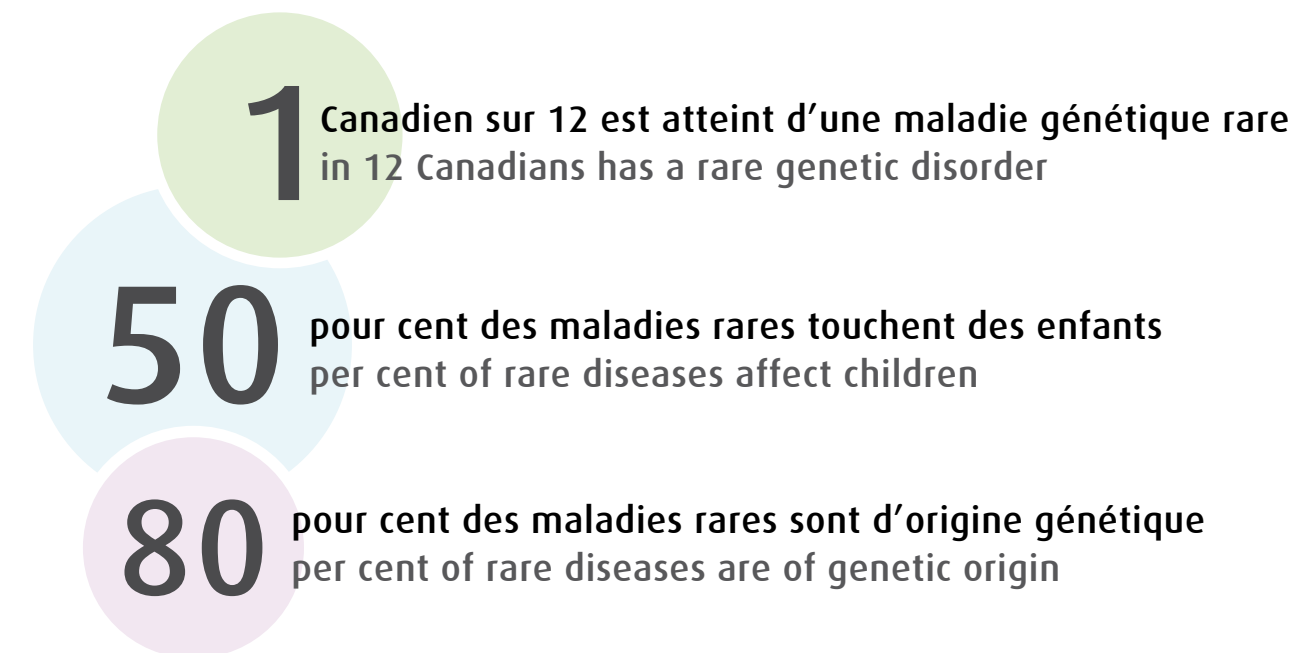 1
Canadien sur 12 est atteint d’une maladie génétique rare
in 12 Canadians has a rare genetic disorder
50
pour cent des maladies rares touchent des enfants
per cent of rare diseases affect children
80
pour cent des maladies rares sont d’origine génétique
per cent of rare diseases are of genetic origin